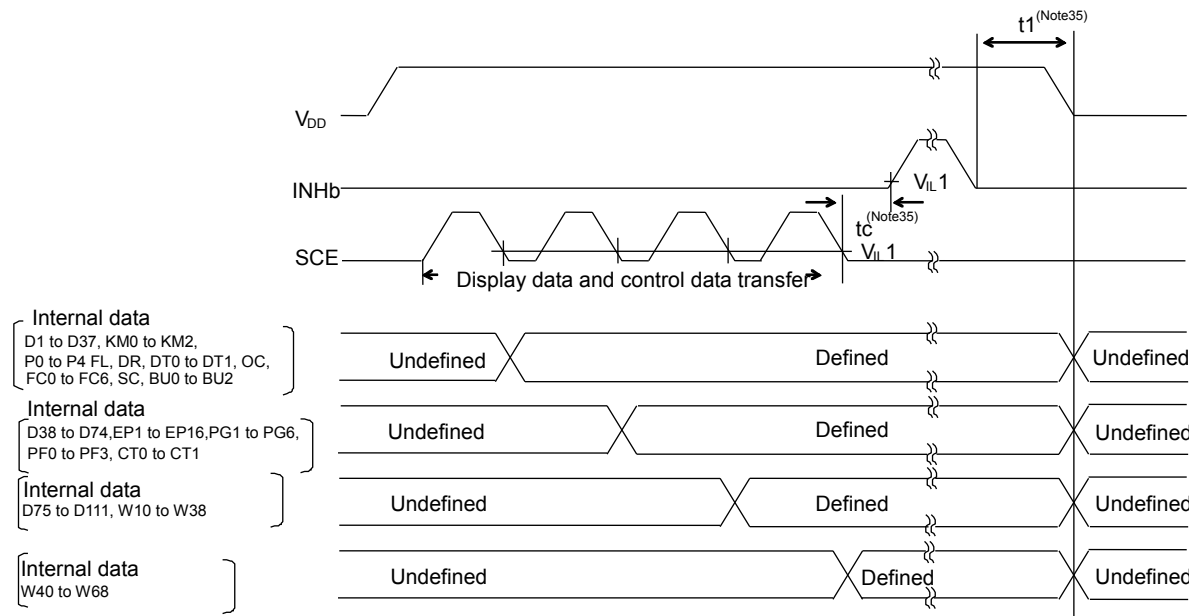 t1(Note35)
VDD
INHb
VIL1
tc(Note35)
SCE
VIL1
Display data and control data transfer
Internal data
D1 to D37, KM0 to KM2,
P0 to P4 FL, DR, DT0 to DT1, OC,
FC0 to FC6, SC, BU0 to BU2
Undefined
Defined
Undefined
Internal data
D38 to D74,EP1 to EP16,PG1 to PG6,
PF0 to PF3, CT0 to CT1
Undefined
Defined
Undefined
Internal data
D75 to D111, W10 to W38
Undefined
Defined
Undefined
Internal data
W40 to W68
Undefined
Defined
Undefined